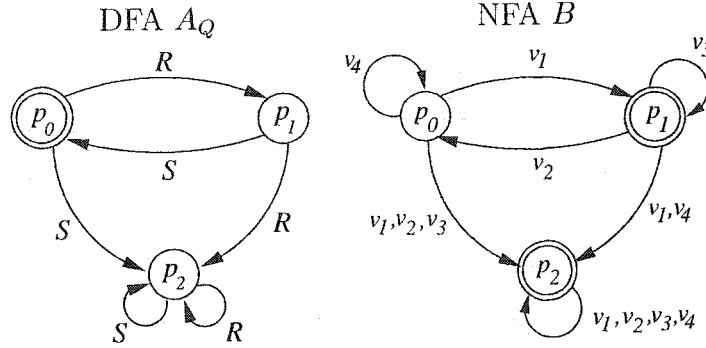 DFA A_Q
NFA B
R
v_4
v_1
v_3
p_0
p_1
p_0
p_1
S
v_2
S
R
v_1,v_2,v_3
v_1,v_4
p_2
p_2
S
R
v_1,v_2,v_3,v_4